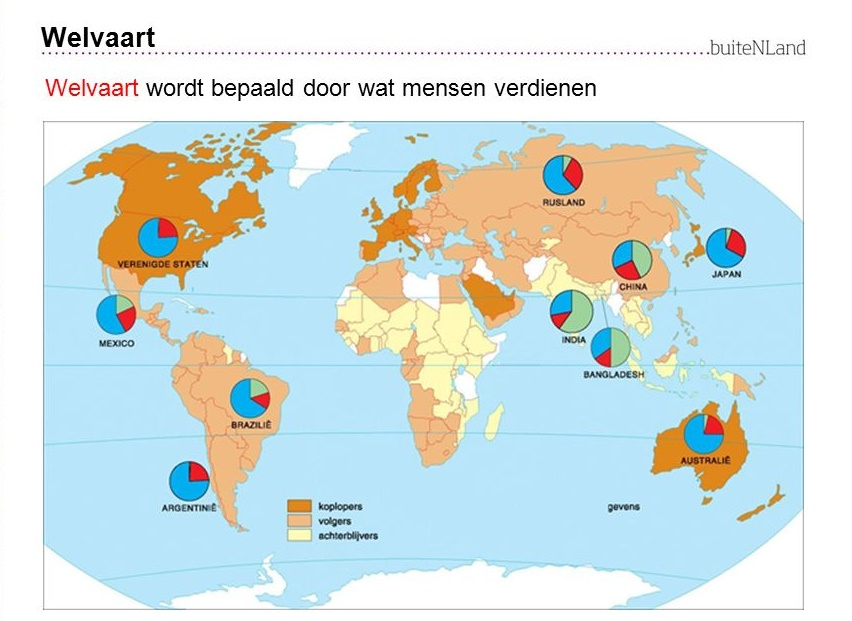 Welvaart
buiteNLand
Welvaart wordt bepaald door wat mensen verdienen
RUSLAND
VERENIGDE STATEN
JAPAN
CHINA
MEXICO
INDIA
BANGLADESH
BRAZILIË
AUSTRALIË
ARGENTINIË
koplopers
gevens
volgers
achterblijvers